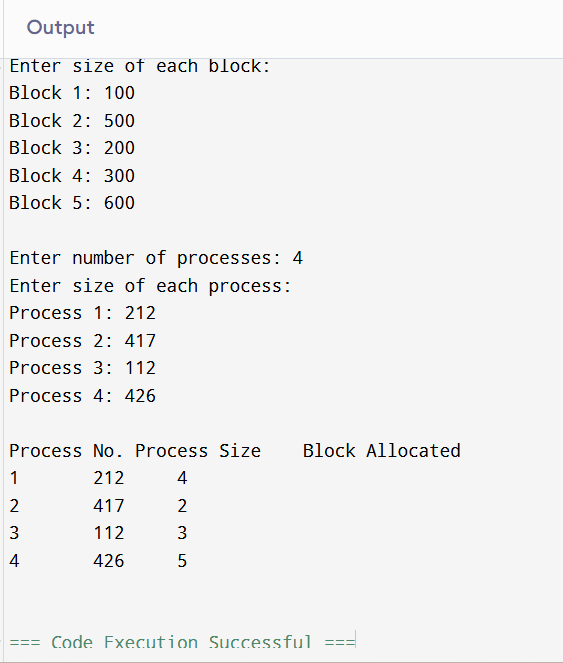 Output
Enter size of each block:
Block 1: 100
Block 2: 500
Block 3: 200
Block 4: 300
Block 5: 600
Enter number of processes: 4
Enter size of each process:
Process 1: 212
Process 2: 417
Process 3: 112
Process 4: 426
Process No. Process Size    Block Allocated
1       212     4
2       417     2
3       112     3
4       426     5
=== Code Execution Successful ===